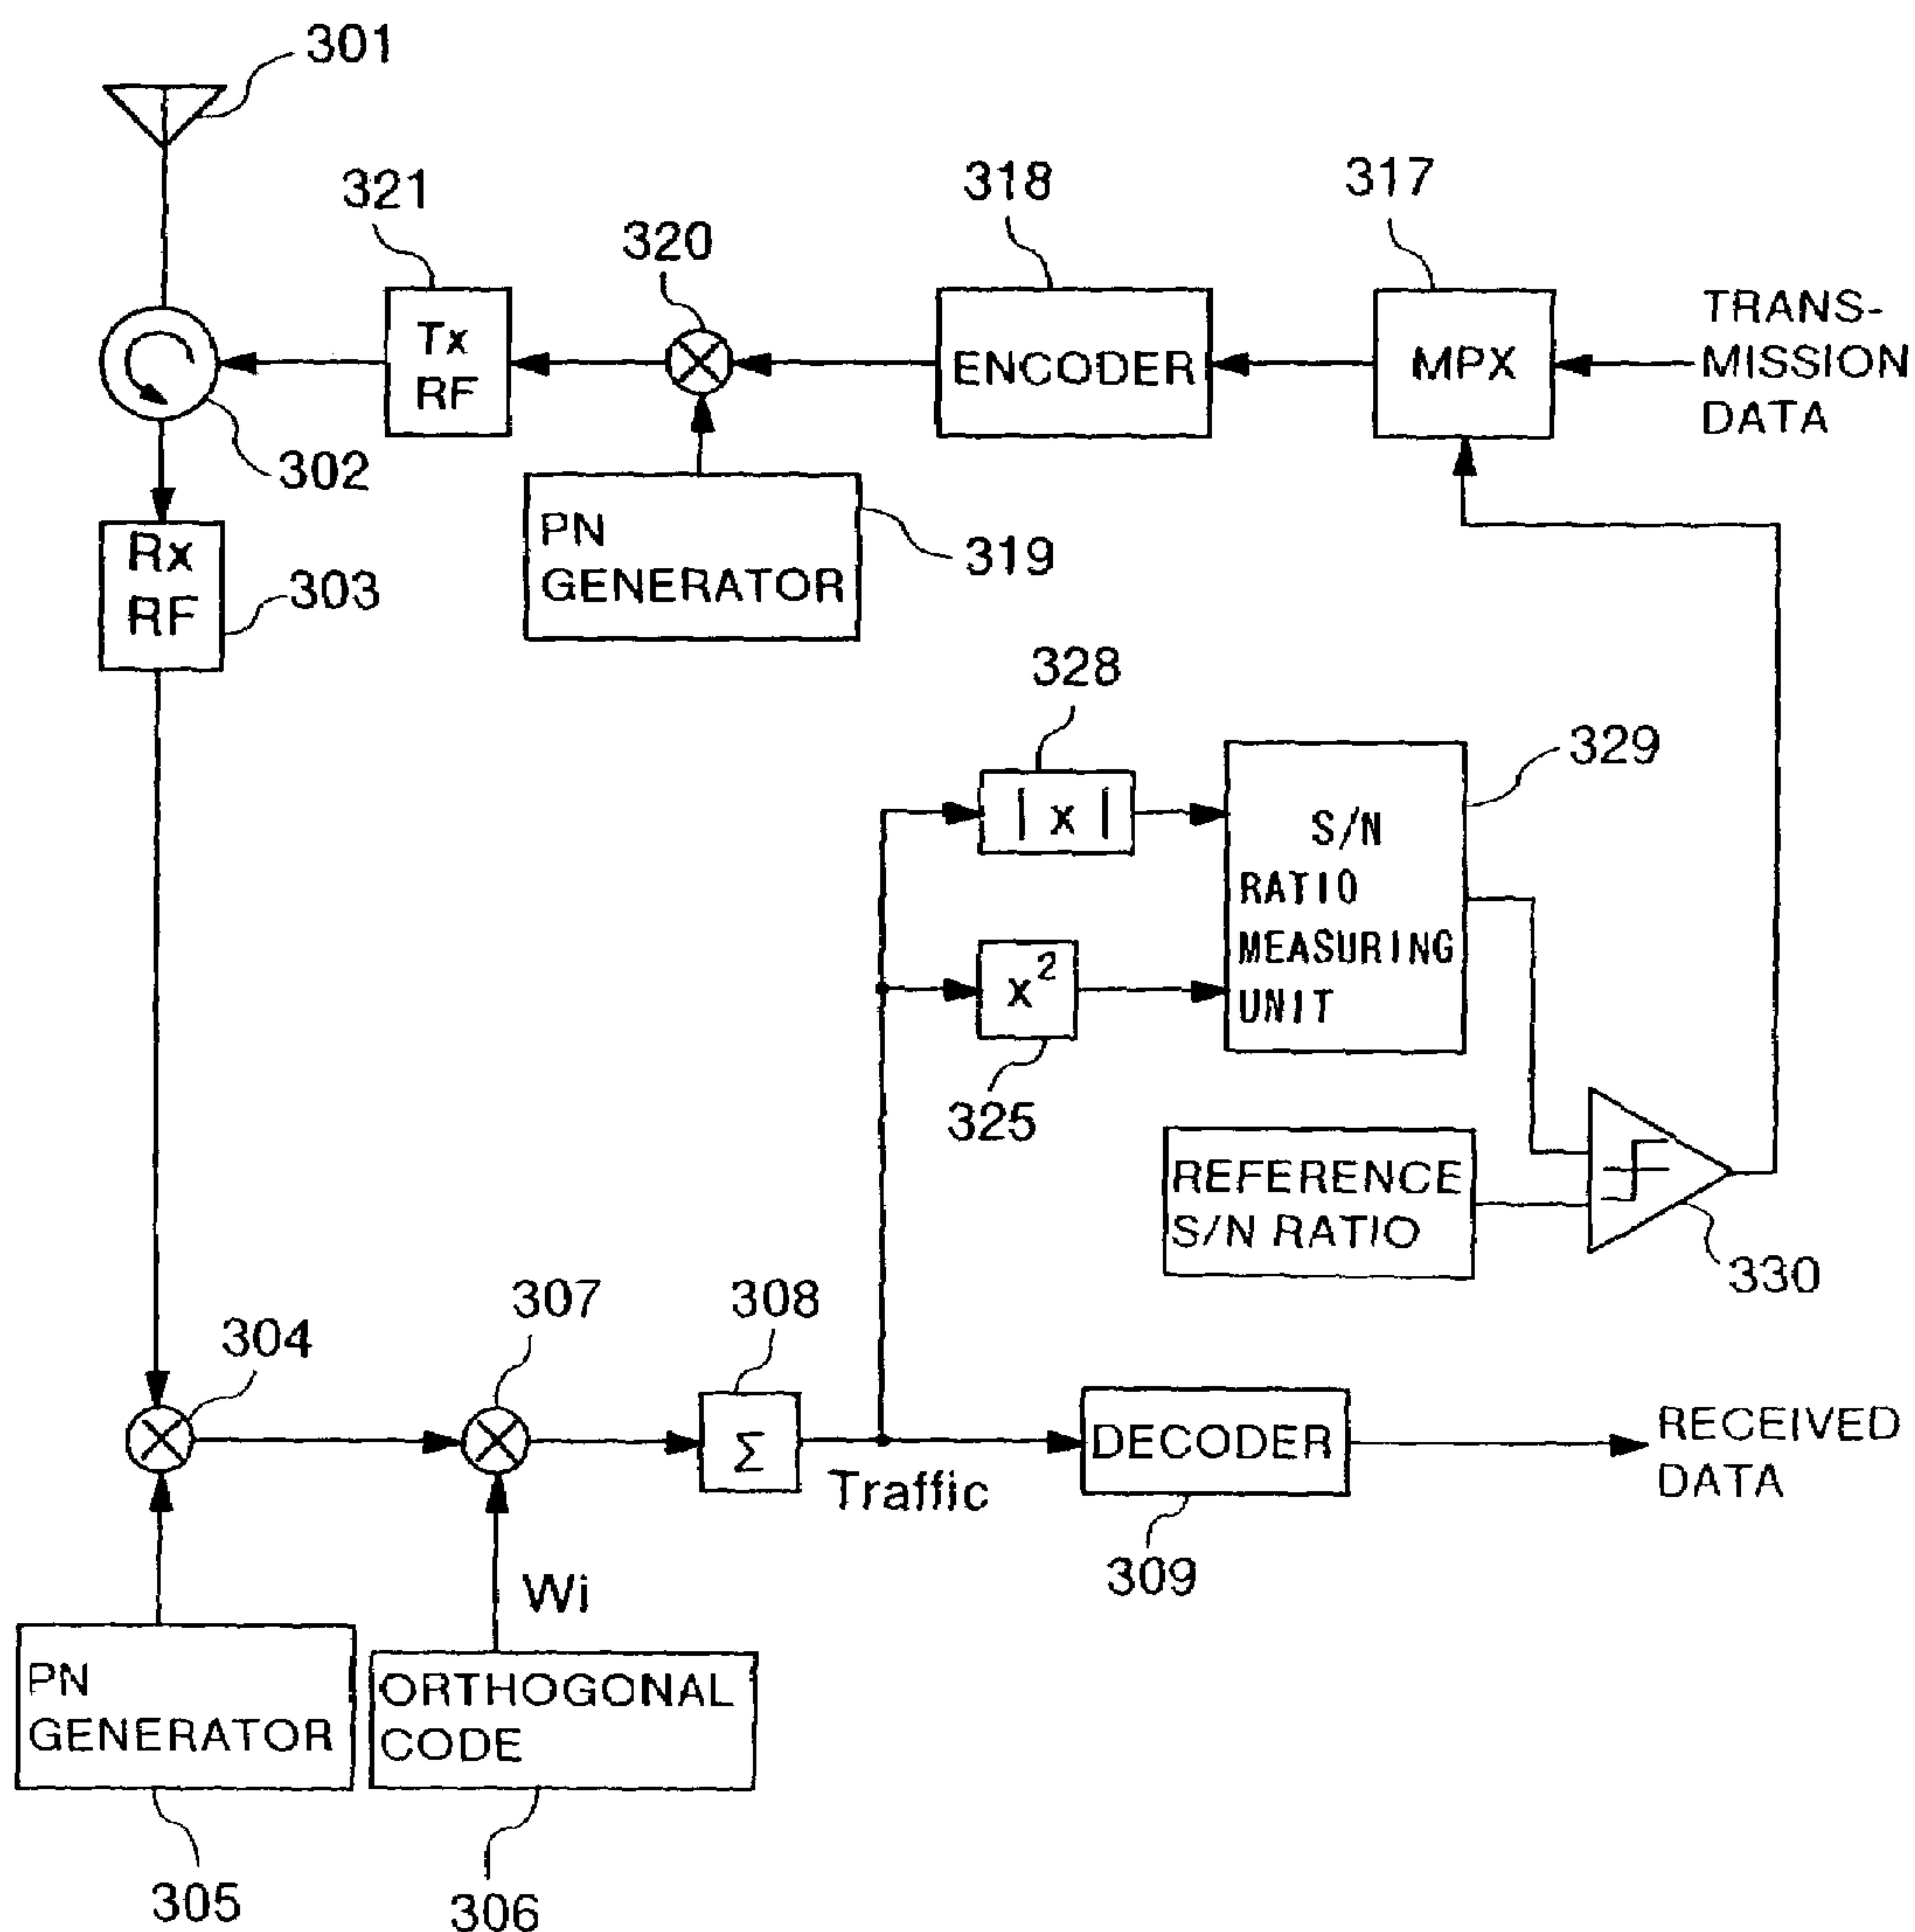 301
321
320
318
317
Tx
RF
ENCODER
MPX
TRANS-
MISSION
DATA
302
PN
GENERATOR
319
Rx
RF
303
328
329
| x |
S/N
RATIO
MEASURING
UNIT
x²
325
REFERENCE
S/N RATIO
330
304
307
308
Σ
Traffic
DECODER
RECEIVED
DATA
309
Wi
PN
GENERATOR
ORTHOGONAL
CODE
305
306